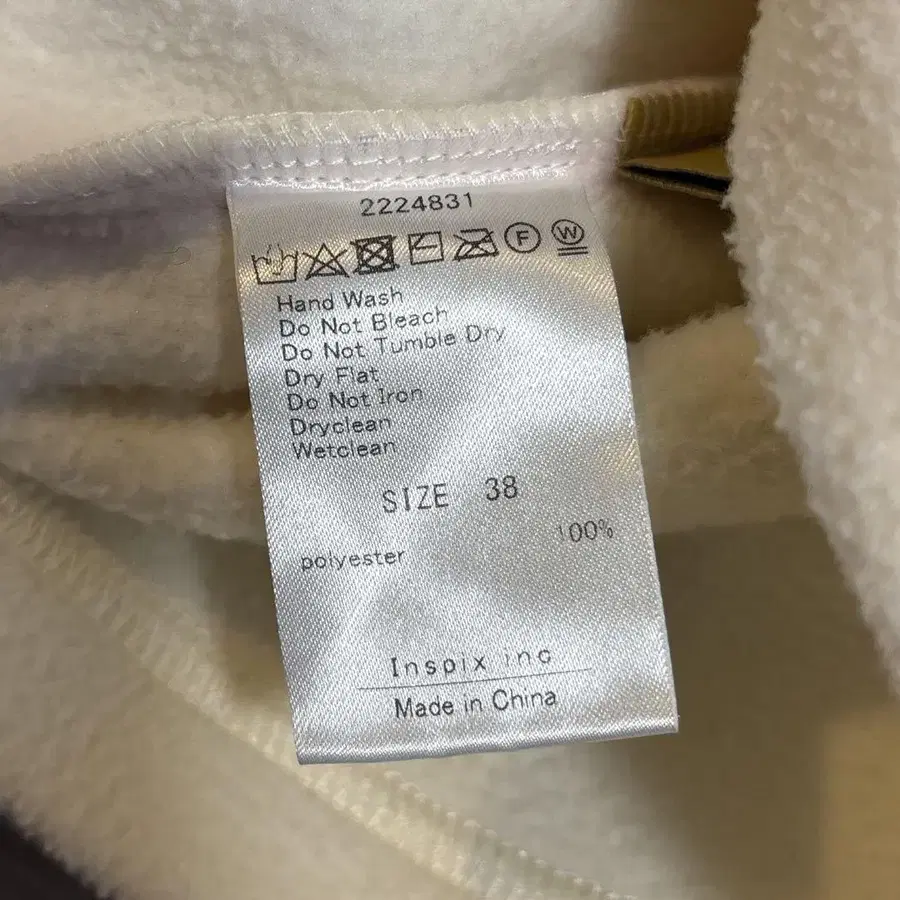 2224831
F W
Hand Wash
Do Not Bleach
Do Not Tumble Dry
Dry Flat
Do Not Iron
Dryclean
Wetclean
SIZE 38
polyester 100%
Inspix inc
Made in China